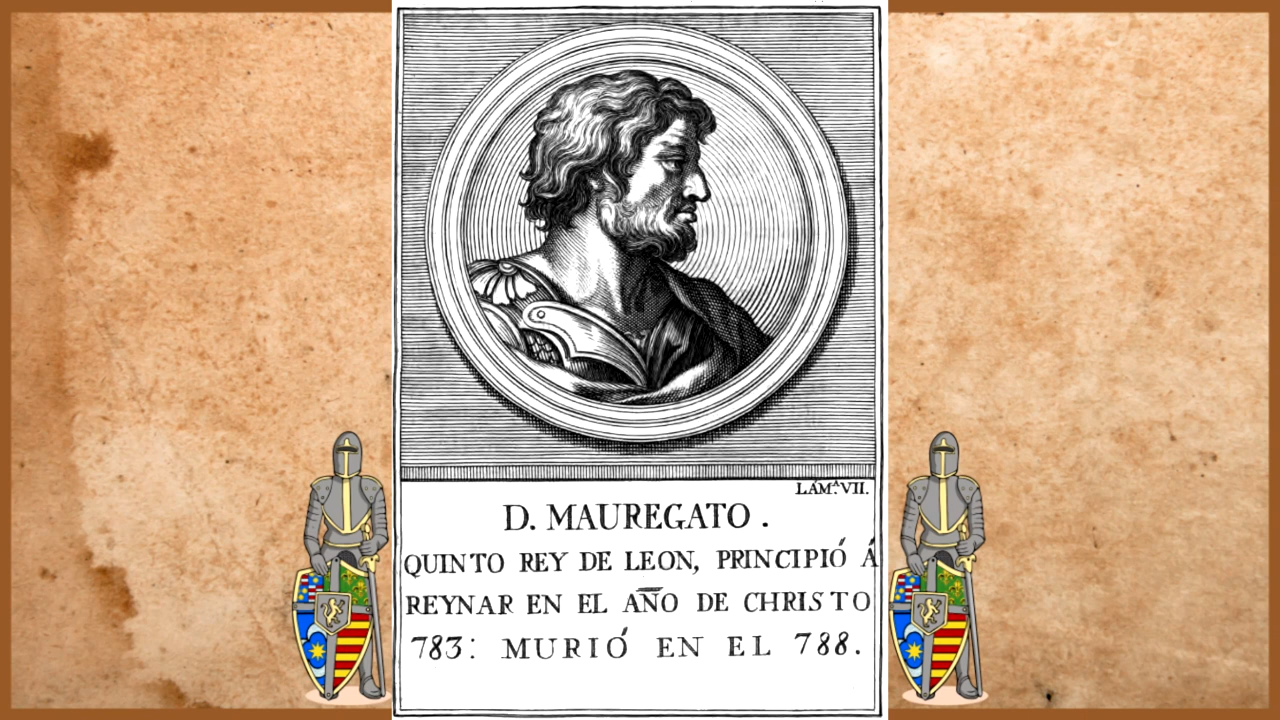 LÁM.ᴬ VII.
D. MAUREGATO .
QUINTO REY DE LEON, PRINCIPIÓ Á
REYNAR EN EL AÑO DE CHRISTO
783: MURIÓ EN EL 788.